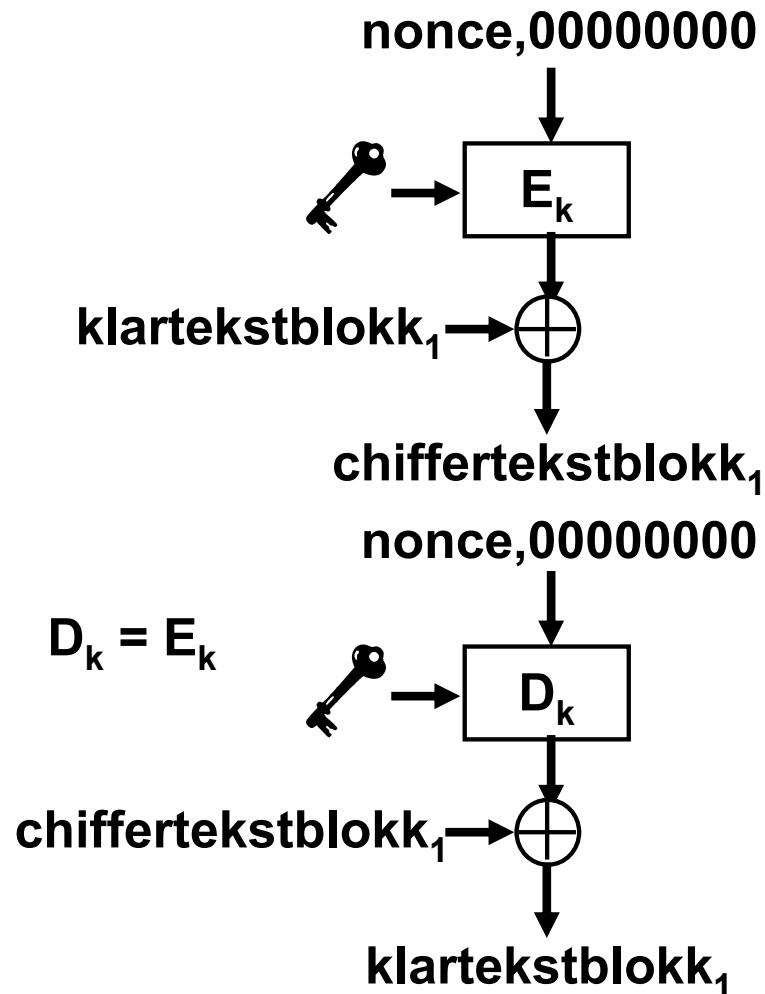 nonce,00000000
Eₖ
klartekstblokk₁
chiffertekstblokk₁
nonce,00000000
Dₖ = Eₖ
Dₖ
chiffertekstblokk₁
klartekstblokk₁